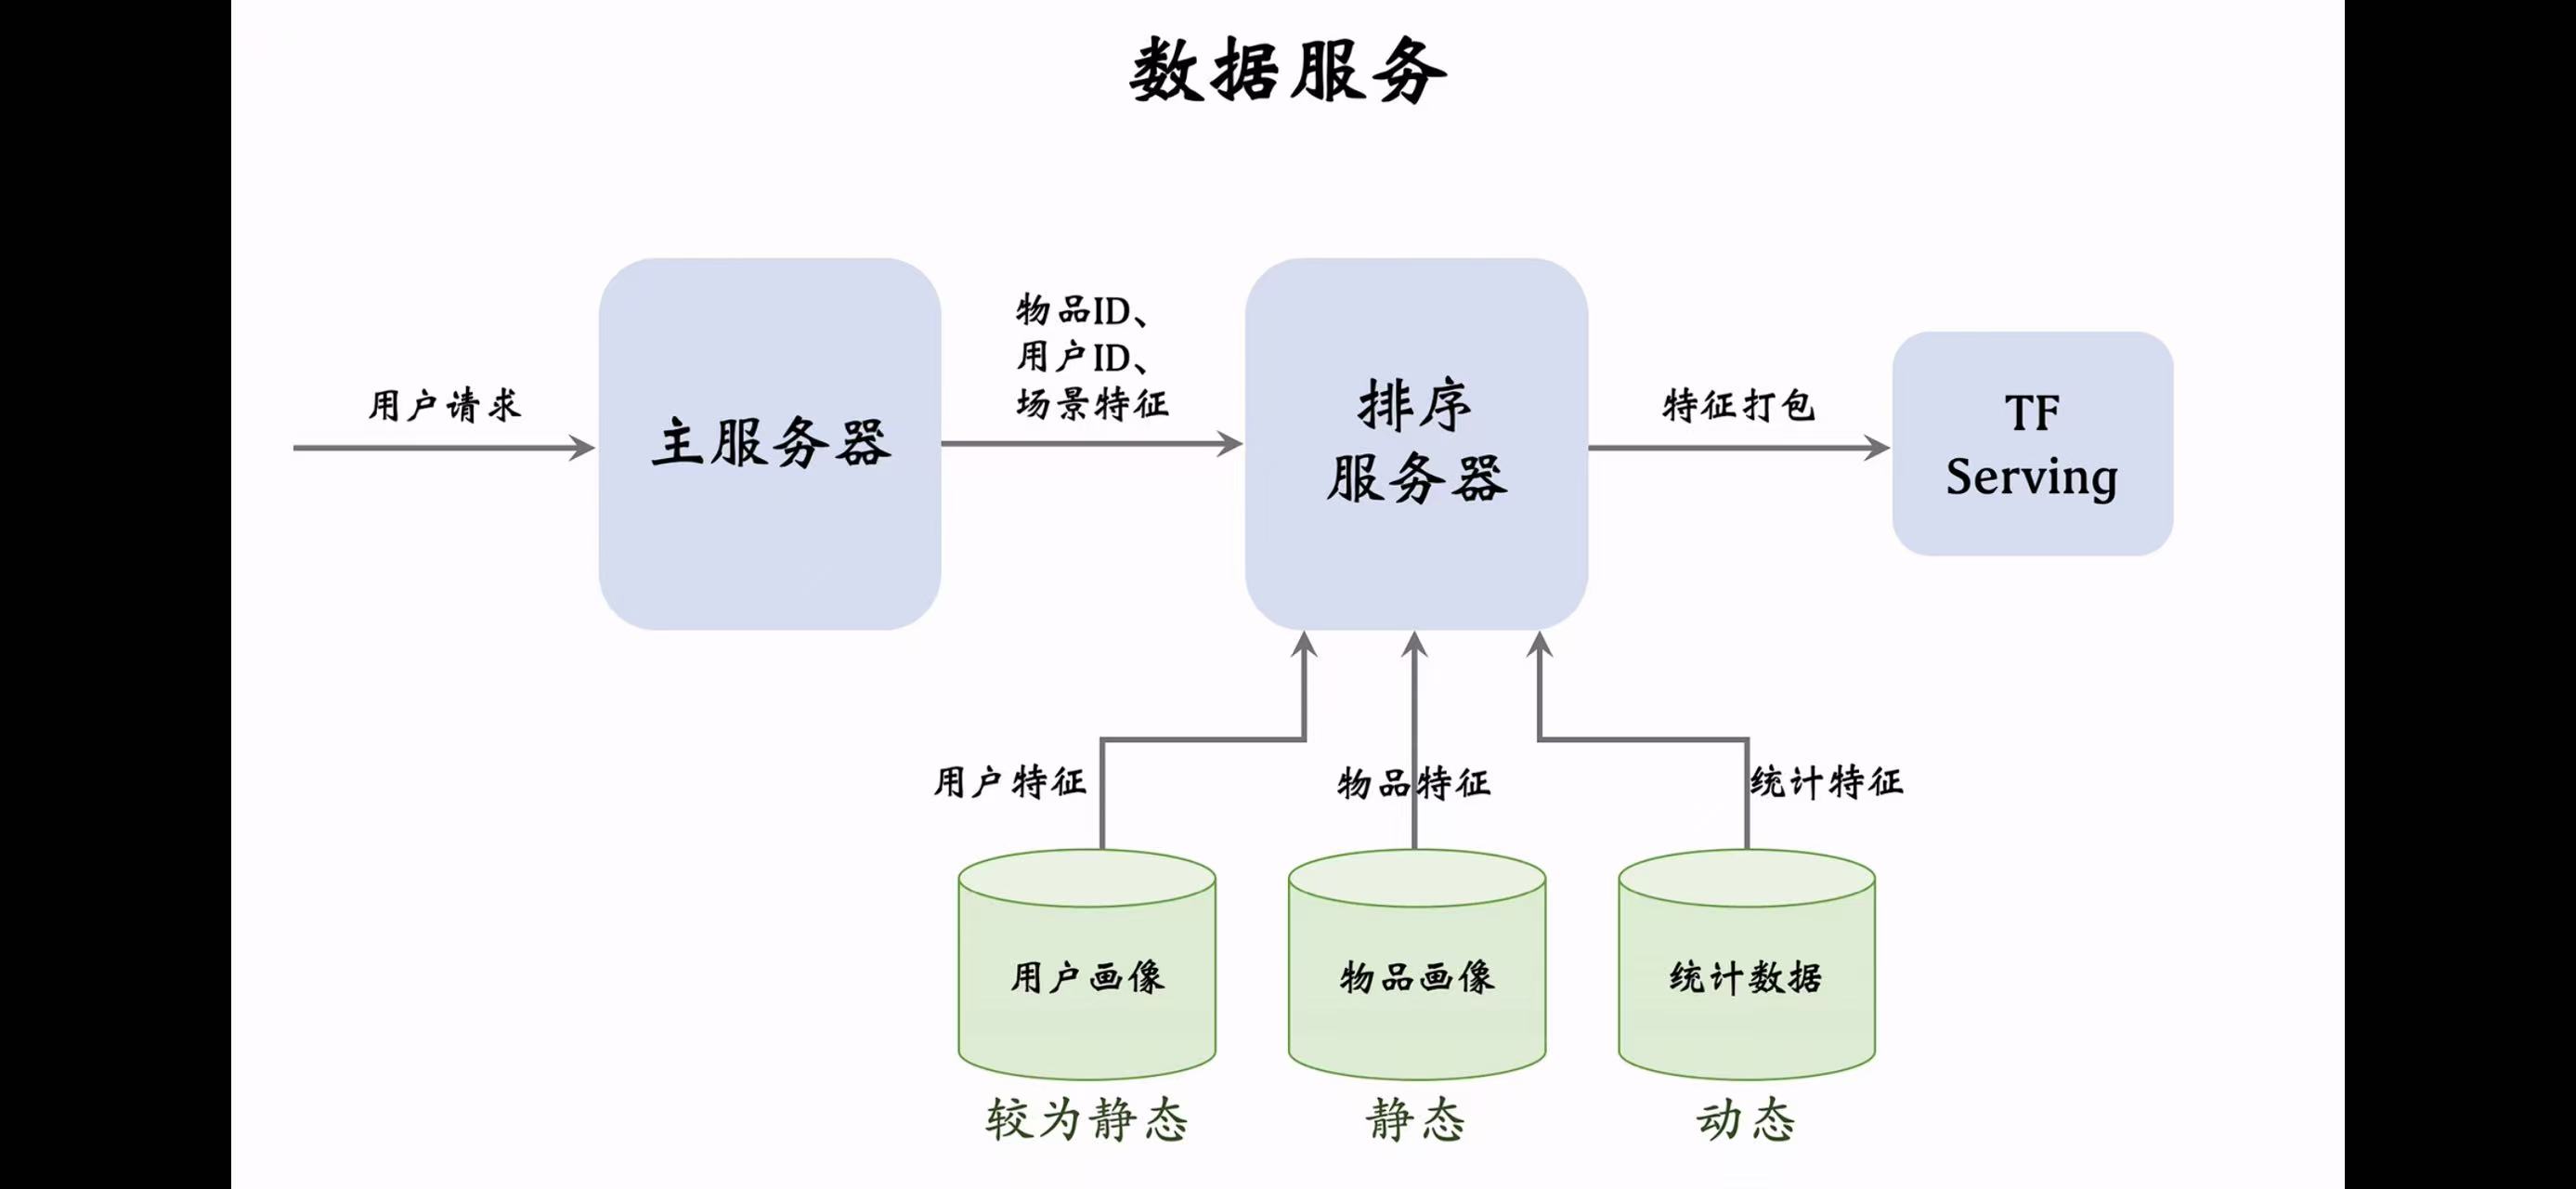 数据服务
用户请求
主服务器
物品ID、
用户ID、
场景特征
排序
服务器
特征打包
TF
Serving
用户特征
物品特征
统计特征
用户画像
物品画像
统计数据
较为静态
静态
动态